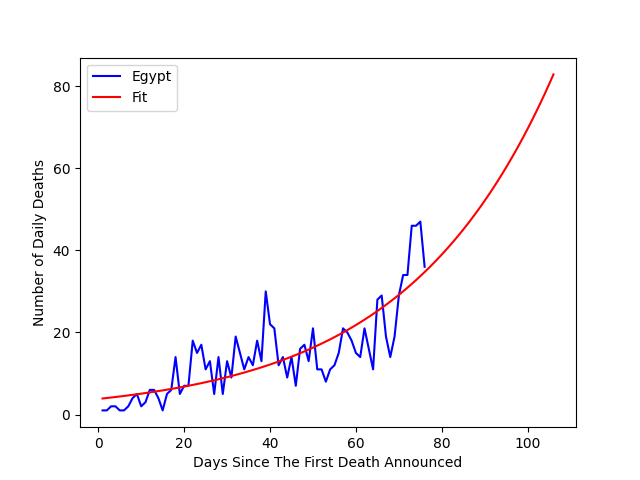 Egypt
Fit
Number of Daily Deaths
80
60
40
20
0
0 20 40 60 80 100
Days Since The First Death Announced